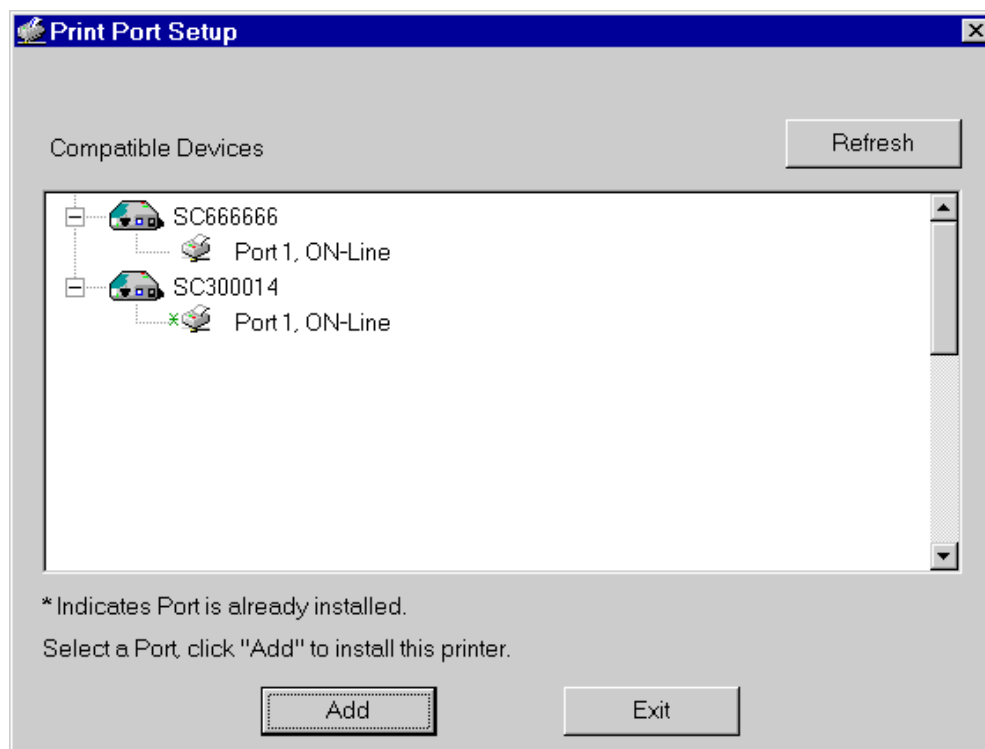 Print Port Setup
Compatible Devices
Refresh
SC666666
Port 1, ON-Line
SC300014
* Port 1, ON-Line
* Indicates Port is already installed.
Select a Port, click "Add" to install this printer.
Add
Exit